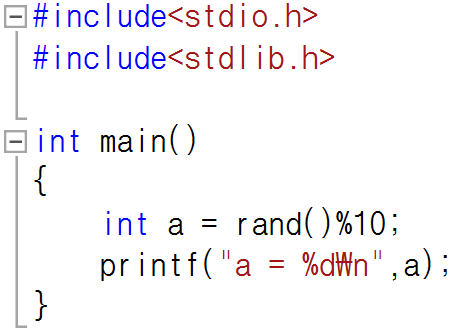 #include<stdio.h>
#include<stdlib.h>
int main()
{
int a = rand()%10;
printf("a = %d₩n",a);
}